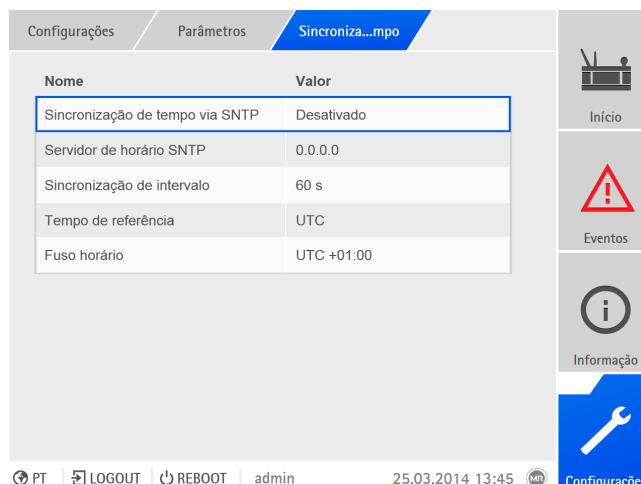 Configurações Parâmetros Sincroniza...mpo
Nome Valor
Sincronização de tempo via SNTP Desativado
Servidor de horário SNTP 0.0.0.0
Sincronização de intervalo 60 s
Tempo de referência UTC
Fuso horário UTC +01:00
Início
Eventos
Informação
Configuraçõe
PT LOGOUT REBOOT admin 25.03.2014 13:45 MR